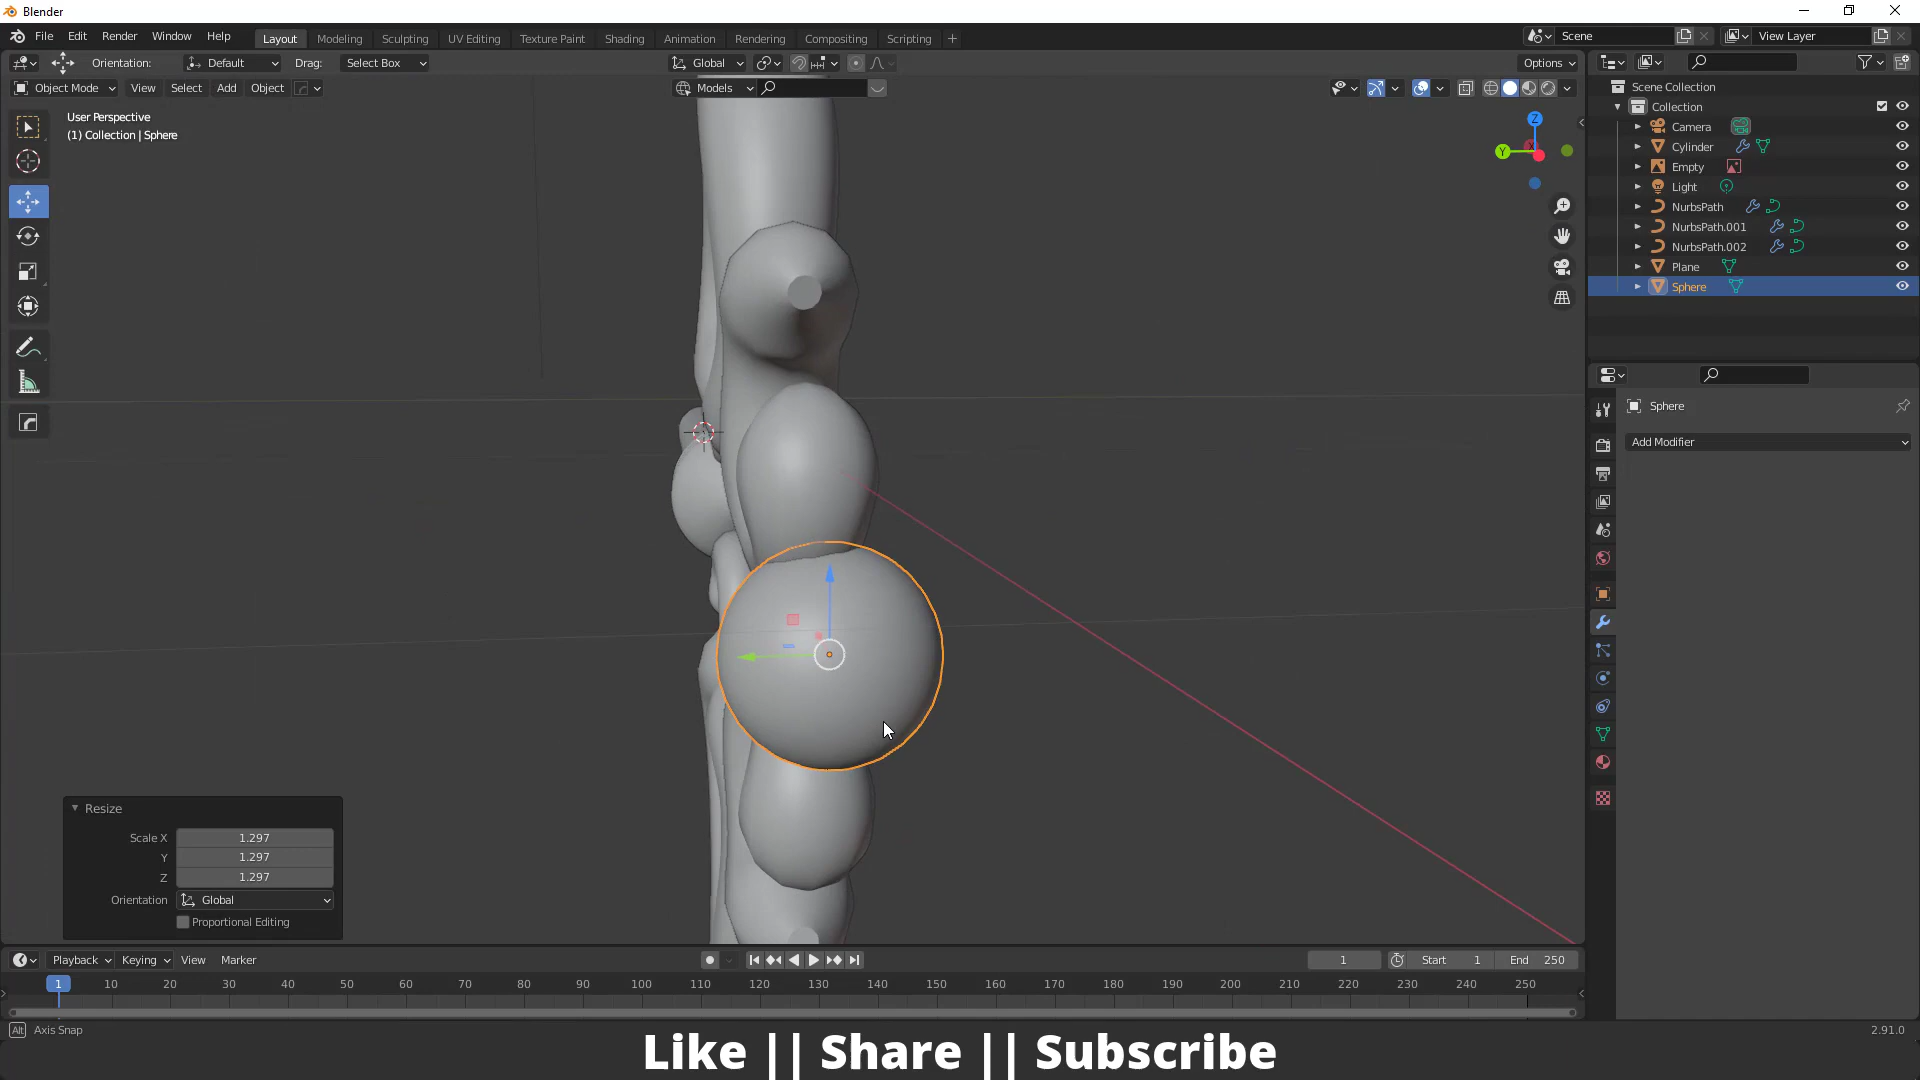 Blender
File Edit Render Window Help
Layout Modeling Sculpting UV Editing Texture Paint Shading Animation Rendering Compositing Scripting +
Scene
View Layer
Orientation: Default Drag: Select Box
Global
Options
Object Mode View Select Add Object
Models
User Perspective
(1) Collection | Sphere
Z
Y
Scene Collection
Collection
Camera
Cylinder
Empty
Light
NurbsPath
NurbsPath.001
NurbsPath.002
Plane
Sphere
Sphere
Add Modifier
Resize
Scale X 1.297
Y 1.297
Z 1.297
Orientation Global
Proportional Editing
Playback Keying View Marker
1 Start 1 End 250
1 10 20 30 40 50 60 70 80 90 100 110 120 130 140 150 160 170 180 190 200 210 220 230 240 250
Alt Axis Snap
2.91.0
Like || Share || Subscribe